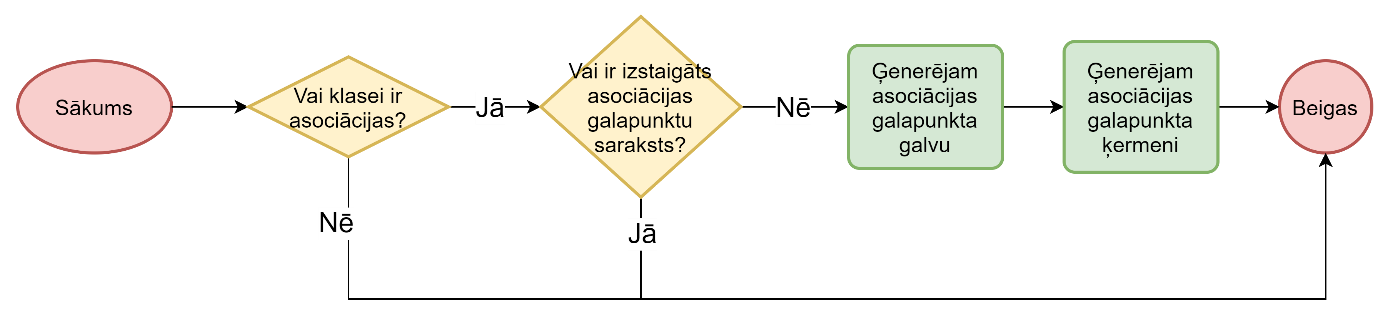 Sākums
Vai klasei ir
asociācijas?
Jā
Nē
Vai ir izstaigāts
asociācijas
galapunktu
saraksts?
Nē
Jā
Ģenerējam
asociācijas
galapunkta
galvu
Ģenerējam
asociācijas
galapunkta
ķermeni
Beigas